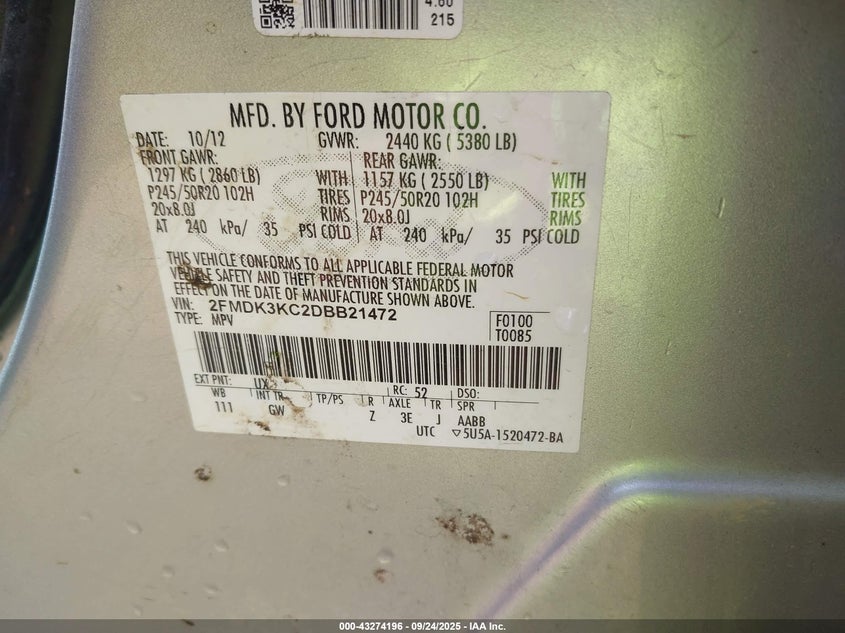 4.60
215
MFD. BY FORD MOTOR CO.
DATE: 10/12 GVWR: 2440 KG ( 5380 LB)
FRONT GAWR: REAR GAWR:
1297 KG ( 2860 LB) WITH 1157 KG ( 2550 LB) WITH
P245/50R20 102H TIRES P245/50R20 102H TIRES
20x8.0J RIMS 20x8.0J RIMS
AT 240 kPa/ 35 PSI COLD AT 240 kPa/ 35 PSI COLD
THIS VEHICLE CONFORMS TO ALL APPLICABLE FEDERAL MOTOR
VEHICLE SAFETY AND THEFT PREVENTION STANDARDS IN
EFFECT ON THE DATE OF MANUFACTURE SHOWN ABOVE.
VIN: 2FMDK3KC2DBB21472
TYPE: MPV
F0100
T0085
EXT PNT: UX RC: 52 DSO:
WB INT TR TP/PS R AXLE TR SPR
111 GW Z 3E J AABB
UTC ▽5U5A-1520472-BA
000-43274196 - 09/24/2025 - IAA Inc.